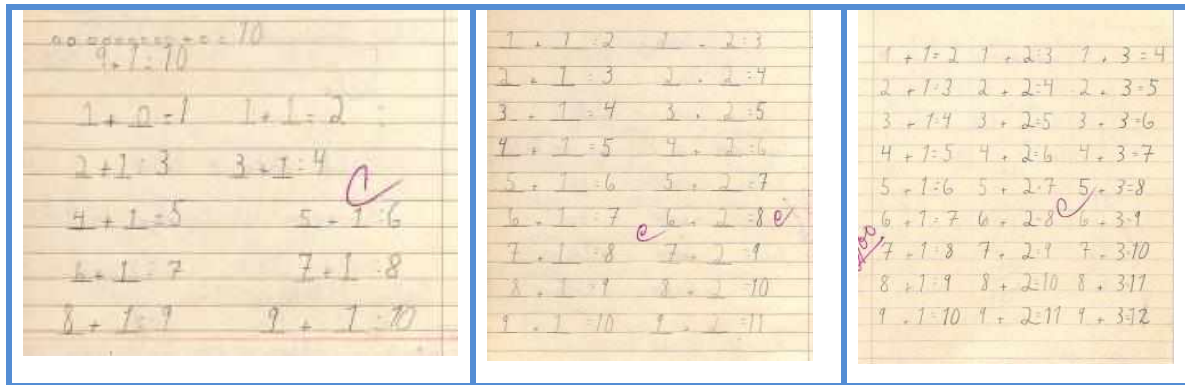 = 10
9 + 1 = 10
1 + 0 = 1 1 + 1 = 2
2 + 1 = 3 3 + 1 = 4
C
4 + 1 = 5 5 + 1 = 6
6 + 1 = 7 7 + 1 = 8
8 + 1 = 9 9 + 1 = 10
1 + 1 = 2 1 + 2 = 3
2 + 1 = 3 2 + 2 = 4
3 + 1 = 4 3 + 2 = 5
4 + 1 = 5 4 + 2 = 6
5 + 1 = 6 5 + 2 = 7
6 + 1 = 7 6 + 2 = 8
7 + 1 = 8 7 + 2 = 9
8 + 1 = 9 8 + 2 = 10
9 + 1 = 10 9 + 2 = 11
1 + 1 = 2 1 + 2 = 3 1 + 3 = 4
2 + 1 = 3 2 + 2 = 4 2 + 3 = 5
3 + 1 = 4 3 + 2 = 5 3 + 3 = 6
4 + 1 = 5 4 + 2 = 6 4 + 3 = 7
5 + 1 = 6 5 + 2 = 7 5 + 3 = 8
C
6 + 1 = 7 6 + 2 = 8 6 + 3 = 9
100
7 + 1 = 8 7 + 2 = 9 7 + 3 = 10
8 + 1 = 9 8 + 2 = 10 8 + 3 = 11
9 + 1 = 10 9 + 2 = 11 9 + 3 = 12